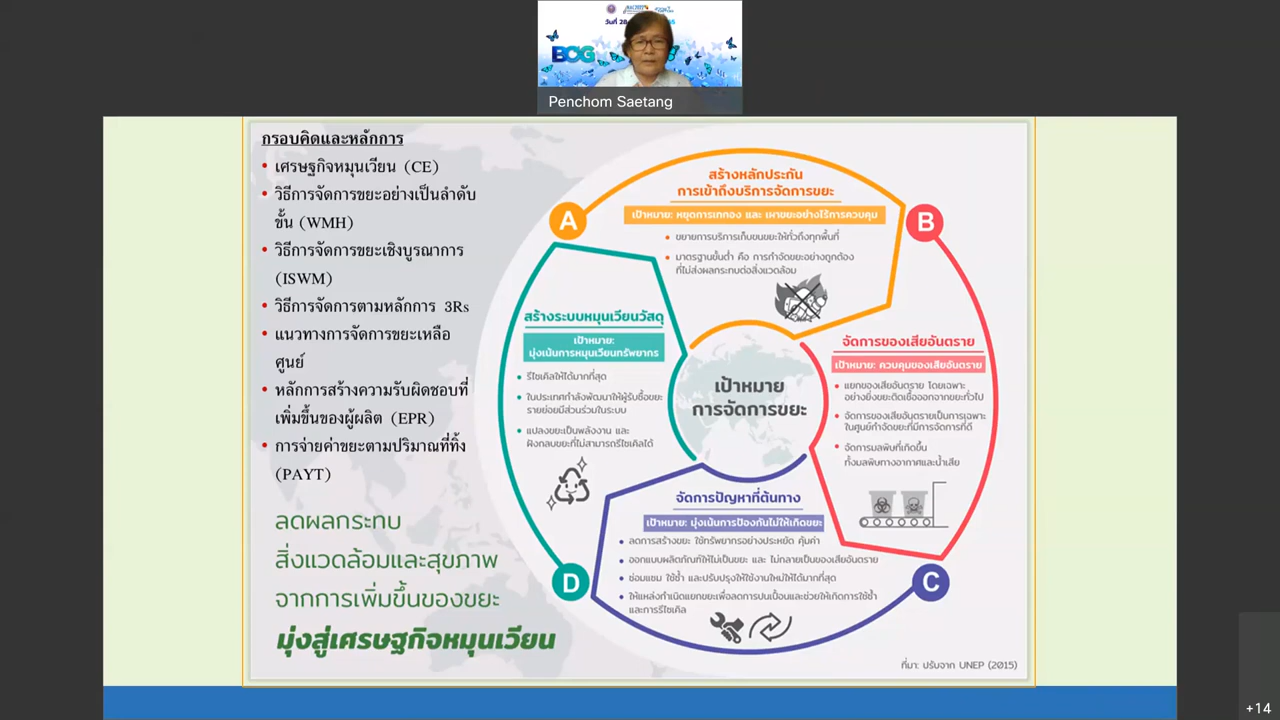 วันที่ 28
BCG
Penchom Saetang
กรอบคิดและหลักการ
• เศรษฐกิจหมุนเวียน (CE)
• วิธีการจัดการขยะอย่างเป็นลำดับ
ขั้น (WMH)
• วิธีการจัดการขยะเชิงบูรณาการ
(ISWM)
• วิธีการจัดการตามหลักการ 3Rs
• แนวทางการจัดการขยะเหลือ
ศูนย์
• หลักการสร้างความรับผิดชอบที่
เพิ่มขึ้นของผู้ผลิต (EPR)
• การจ่ายค่าขยะตามปริมาณที่ทิ้ง
(PAYT)
ลดผลกระทบ
สิ่งแวดล้อมและสุขภาพ
จากการเพิ่มขึ้นของขยะ
มุ่งสู่เศรษฐกิจหมุนเวียน
A
สร้างหลักประกัน
การเข้าถึงบริการจัดการขยะ
เป้าหมาย: หยุดการเทกอง และ เผาขยะอย่างไร้การควบคุม
• ขยายการบริการเก็บขนขยะให้ทั่วถึงทุกพื้นที่
• มาตรฐานขั้นต่ำ คือ การกำจัดขยะอย่างถูกต้อง
ที่ไม่ส่งผลกระทบต่อสิ่งแวดล้อม
B
จัดการของเสียอันตราย
เป้าหมาย: ควบคุมของเสียอันตราย
• แยกของเสียอันตราย โดยเฉพาะ
อย่างยิ่งขยะติดเชื้อออกจากขยะทั่วไป
• จัดการของเสียอันตรายเป็นการเฉพาะ
ในศูนย์กำจัดขยะที่มีการจัดการที่ดี
• จัดการมลพิษที่เกิดขึ้น
ทั้งมลพิษทางอากาศและน้ำเสีย
เป้าหมาย
การจัดการขยะ
C
จัดการปัญหาที่ต้นทาง
เป้าหมาย: มุ่งเน้นการป้องกันไม่ให้เกิดขยะ
• ลดการสร้างขยะ ใช้ทรัพยากรอย่างประหยัด คุ้มค่า
• ออกแบบผลิตภัณฑ์ให้ไม่เป็นขยะ และ ไม่กลายเป็นของเสียอันตราย
• ซ่อมแซม ใช้ซ้ำ และปรับปรุงให้ใช้งานใหม่ให้ได้มากที่สุด
• ให้แหล่งกำเนิดแยกขยะเพื่อลดการปนเปื้อนและช่วยให้เกิดการใช้ซ้ำ
และการรีไซเคิล
D
สร้างระบบหมุนเวียนวัสดุ
เป้าหมาย:
มุ่งเน้นการหมุนเวียนทรัพยากร
• รีไซเคิลให้ได้มากที่สุด
• ในประเทศกำลังพัฒนาให้ผู้รับซื้อขยะ
รายย่อยมีส่วนร่วมในระบบ
• แปลงขยะเป็นพลังงาน และ
ฝังกลบขยะที่ไม่สามารถรีไซเคิลได้
ที่มา: ปรับจาก UNEP (2015)
+14